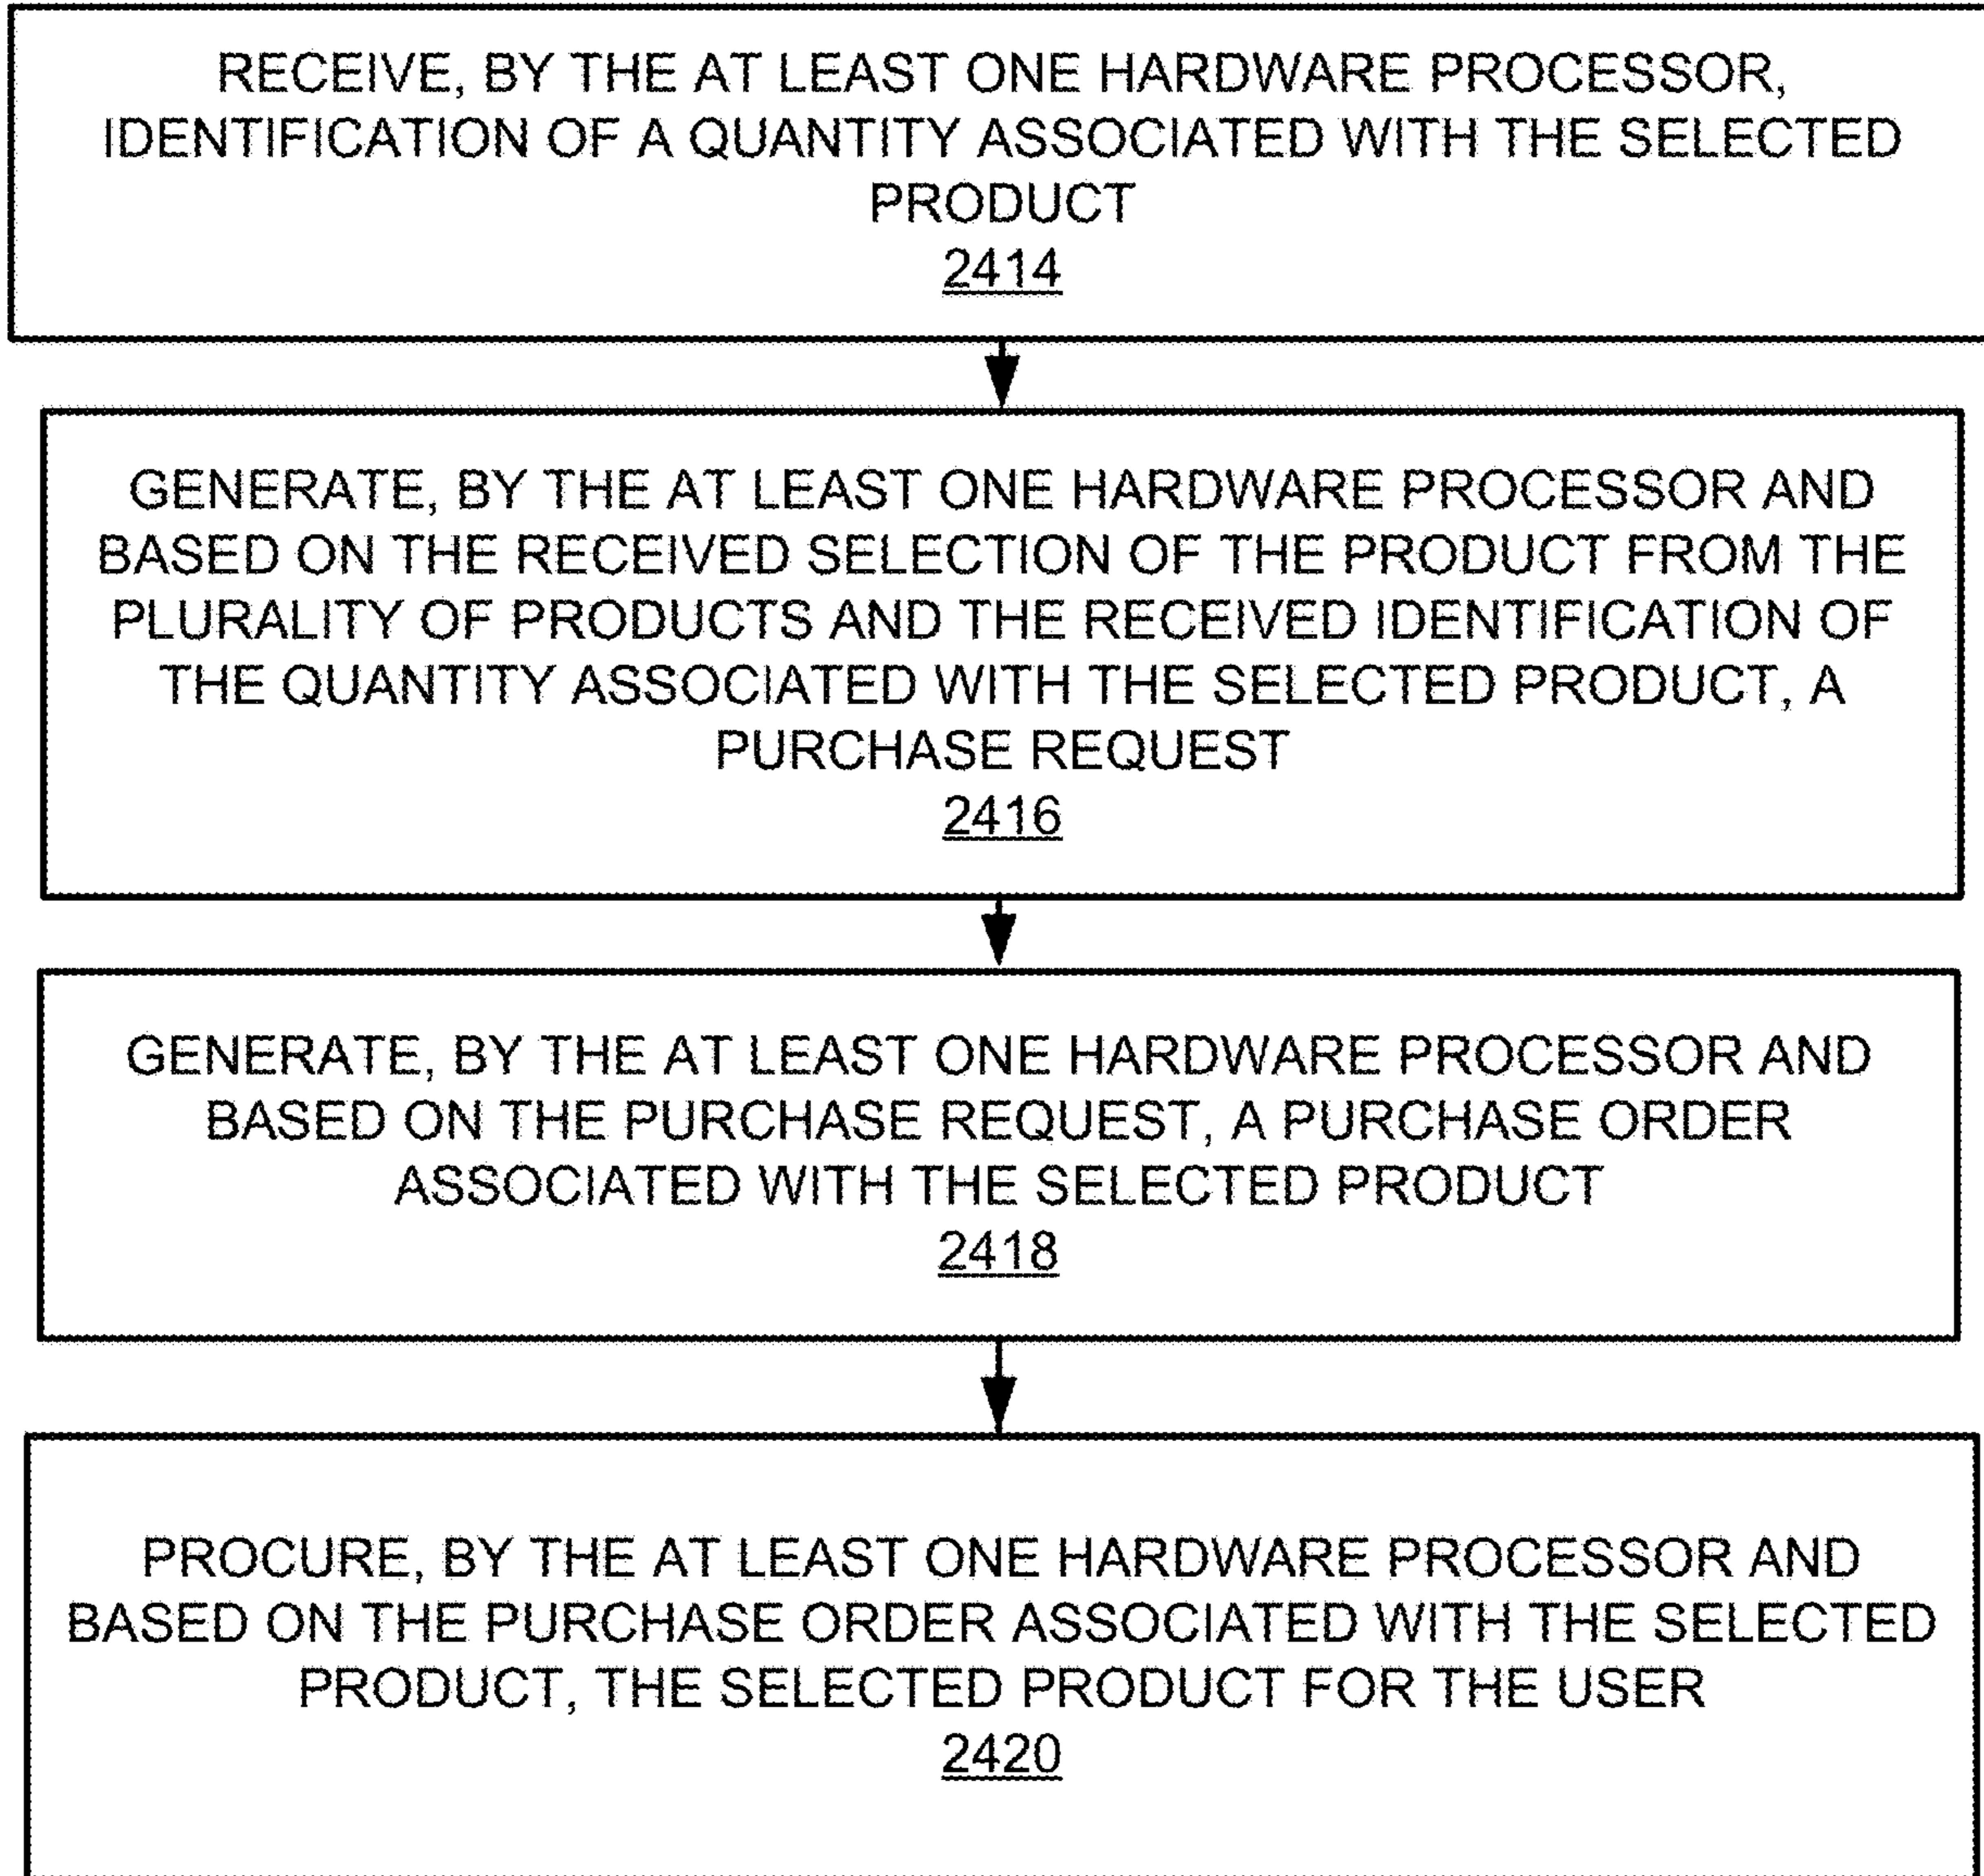 RECEIVE, BY THE AT LEAST ONE HARDWARE PROCESSOR,
IDENTIFICATION OF A QUANTITY ASSOCIATED WITH THE SELECTED
PRODUCT
2414
GENERATE, BY THE AT LEAST ONE HARDWARE PROCESSOR AND
BASED ON THE RECEIVED SELECTION OF THE PRODUCT FROM THE
PLURALITY OF PRODUCTS AND THE RECEIVED IDENTIFICATION OF
THE QUANTITY ASSOCIATED WITH THE SELECTED PRODUCT, A
PURCHASE REQUEST
2416
GENERATE, BY THE AT LEAST ONE HARDWARE PROCESSOR AND
BASED ON THE PURCHASE REQUEST, A PURCHASE ORDER
ASSOCIATED WITH THE SELECTED PRODUCT
2418
PROCURE, BY THE AT LEAST ONE HARDWARE PROCESSOR AND
BASED ON THE PURCHASE ORDER ASSOCIATED WITH THE SELECTED
PRODUCT, THE SELECTED PRODUCT FOR THE USER
2420